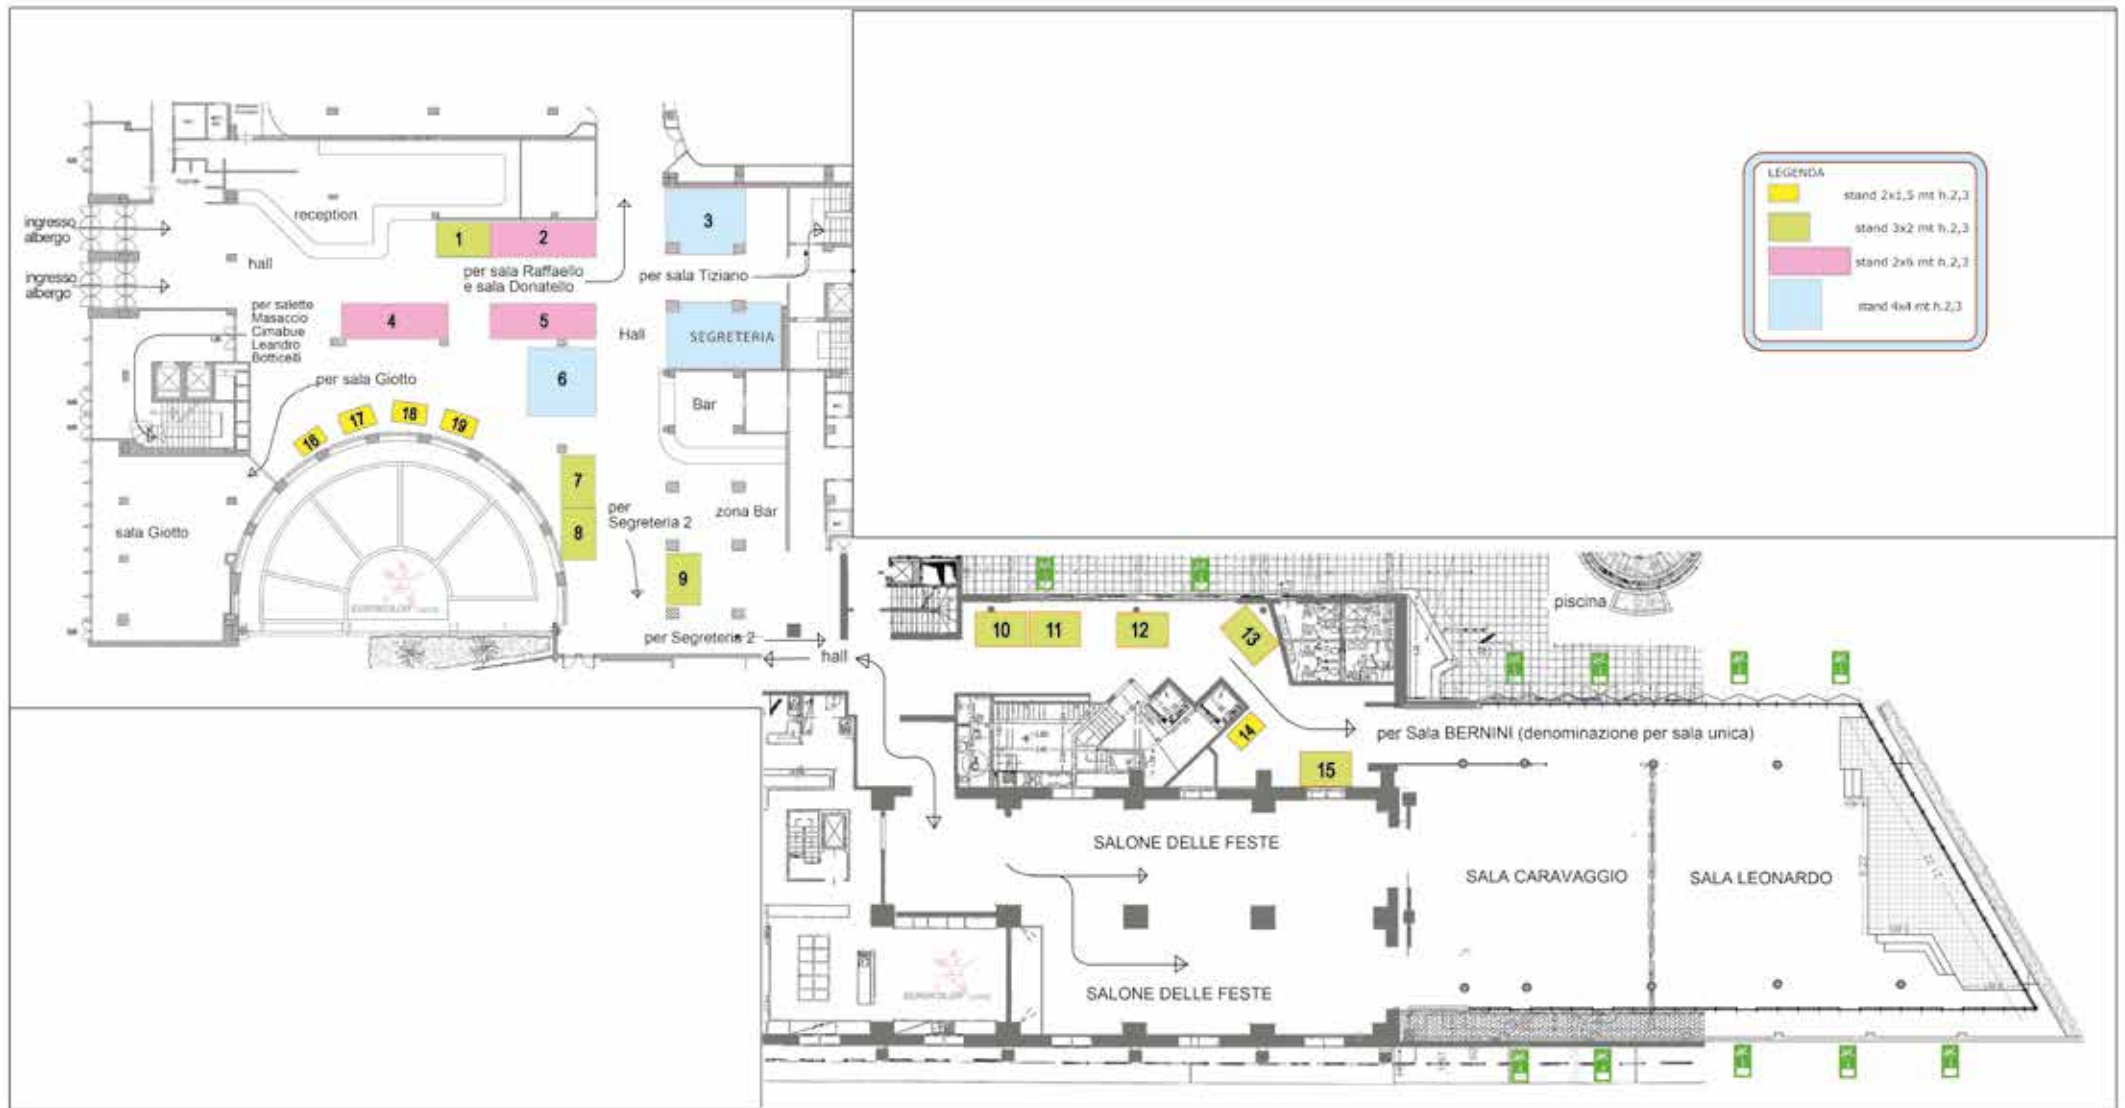 LEGENDA
stand 2x1,5 mt h.2,3
stand 3x2 mt h.2,3
stand 2x6 mt h.2,3
stand 4x4 mt h.2,3
ingresso
albergo
ingresso
albergo
reception
hall
1
2
3
per sala Raffaello
e sala Donatello
per sala Tiziano
per salette
Masaccio
Cimabue
Leandro
Botticelli
4
5
Hall
SEGRETERIA
6
per sala Giotto
Bar
16
17
18
19
7
8
per
Segreteria 2
zona Bar
sala Giotto
9
per Segreteria 2
hall
10
11
12
13
piscina
14
15
per Sala BERNINI (denominazione per sala unica)
SALONE DELLE FESTE
SALA CARAVAGGIO
SALA LEONARDO
SALONE DELLE FESTE